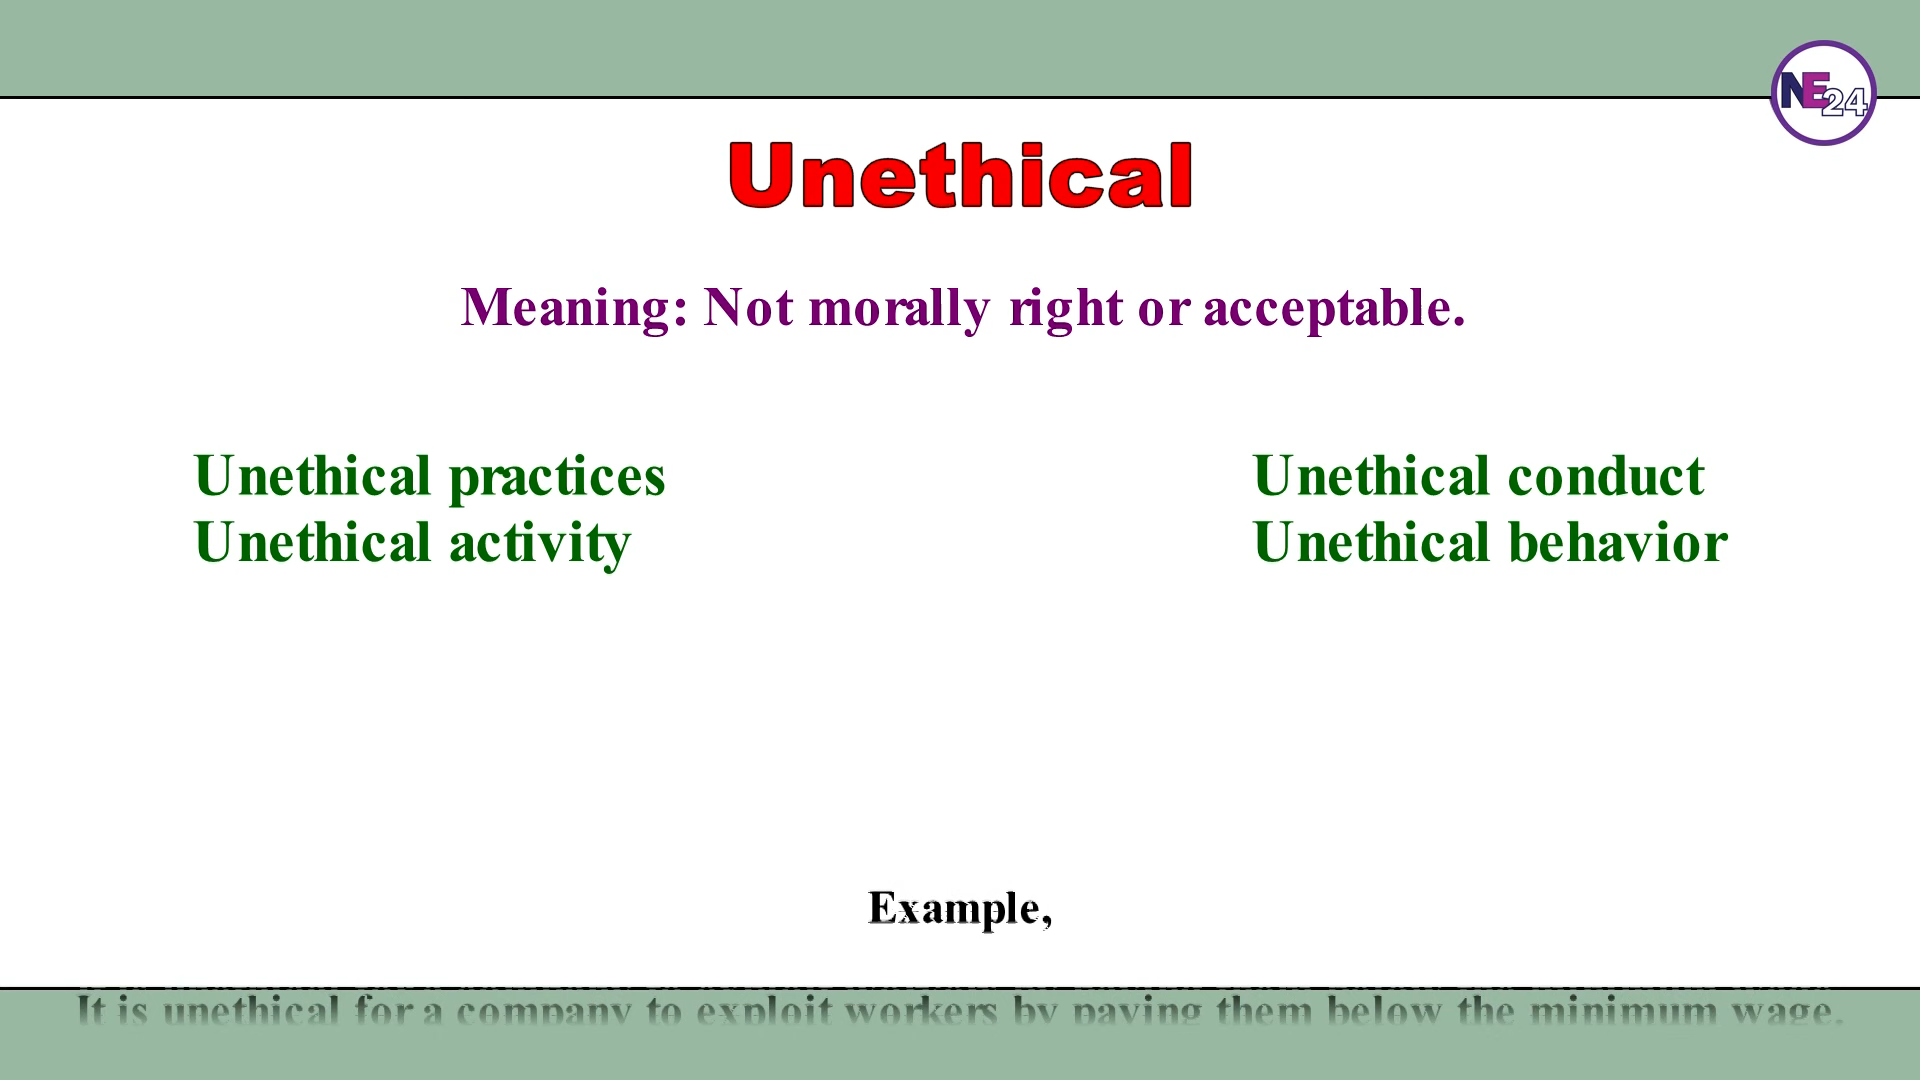 NE24
Unethical
Meaning: Not morally right or acceptable.
Unethical practices
Unethical activity
Unethical conduct
Unethical behavior
Example,
It is unethical for a company to exploit workers by paying them below the minimum wage.